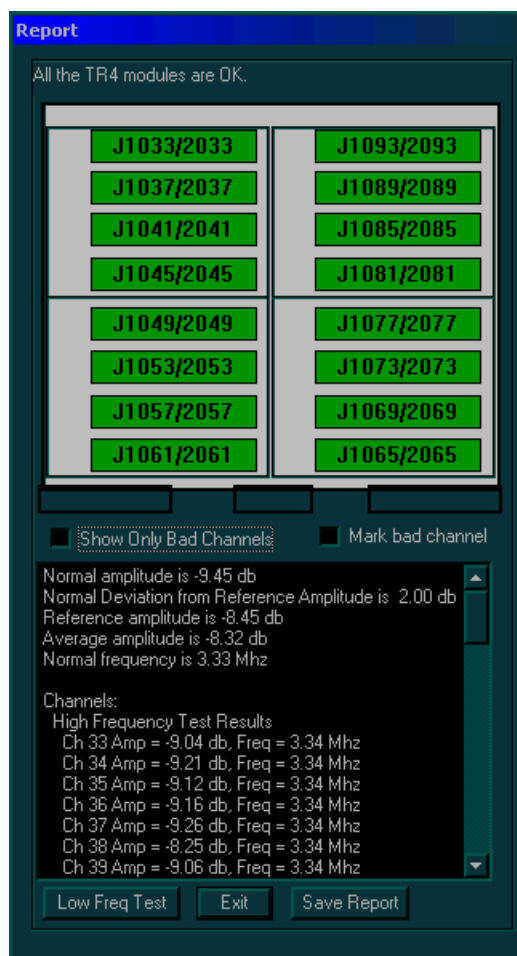 Report
All the TR4 modules are OK.
J1033/2033 J1093/2093
J1037/2037 J1089/2089
J1041/2041 J1085/2085
J1045/2045 J1081/2081
J1049/2049 J1077/2077
J1053/2053 J1073/2073
J1057/2057 J1069/2069
J1061/2061 J1065/2065
Show Only Bad Channels Mark bad channel
Normal amplitude is -9.45 db
Normal Deviation from Reference Amplitude is 2.00 db
Reference amplitude is -8.45 db
Average amplitude is -8.32 db
Normal frequency is 3.33 Mhz
Channels:
High Frequency Test Results
Ch 33 Amp = -9.04 db, Freq = 3.34 Mhz
Ch 34 Amp = -9.21 db, Freq = 3.34 Mhz
Ch 35 Amp = -9.12 db, Freq = 3.34 Mhz
Ch 36 Amp = -9.16 db, Freq = 3.34 Mhz
Ch 37 Amp = -9.26 db, Freq = 3.34 Mhz
Ch 38 Amp = -8.25 db, Freq = 3.34 Mhz
Ch 39 Amp = -9.06 db, Freq = 3.34 Mhz
Low Freq Test Exit Save Report